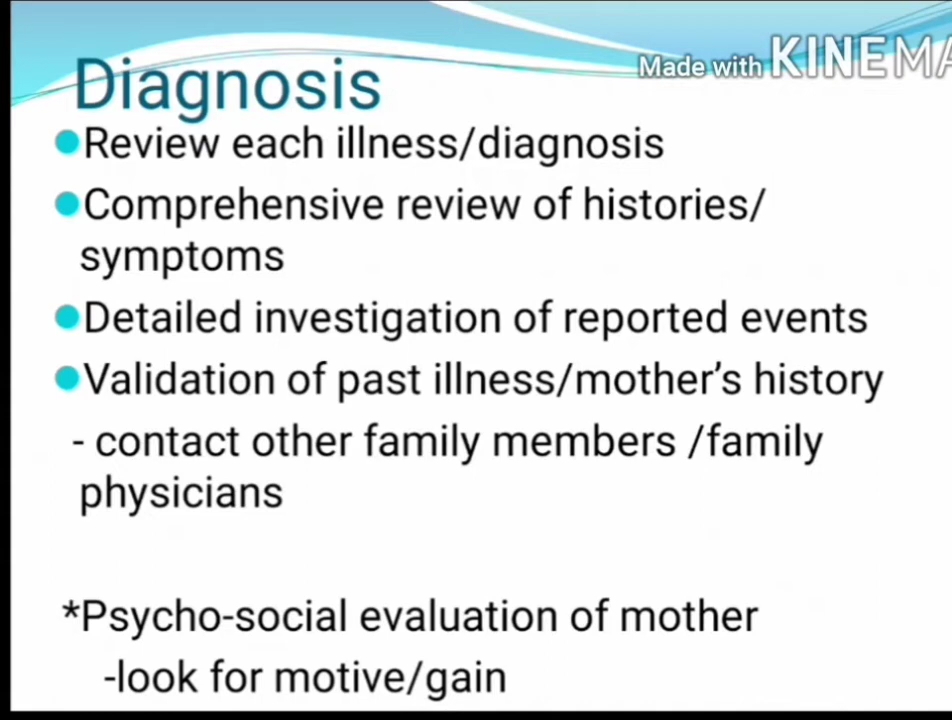 Made with KINEMA
Diagnosis
Review each illness/diagnosis
Comprehensive review of histories/
symptoms
Detailed investigation of reported events
Validation of past illness/mother's history
- contact other family members /family
physicians
*Psycho-social evaluation of mother
-look for motive/gain